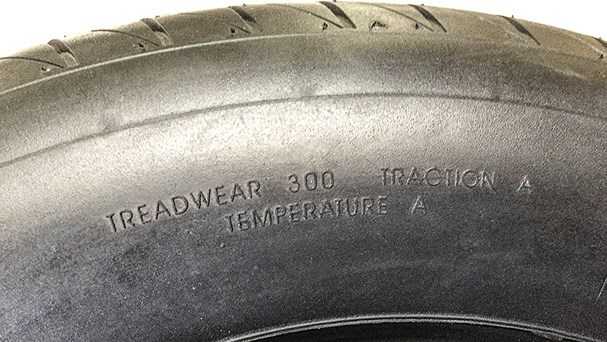 TREADWEAR 300 TRACTION A
TEMPERATURE A